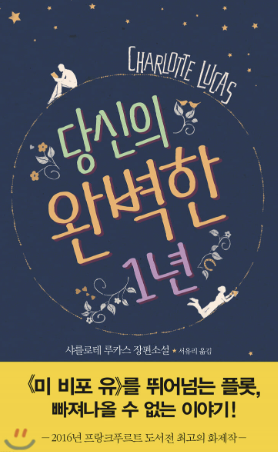 CHARLOTTE LUCAS
당신의
완벽한
1년
샤를로테 루카스 장편소설 ★ 서유리 옮김
《미 비포 유》를 뛰어넘는 플롯,
빠져나올 수 없는 이야기!
— 2016년 프랑크푸르트 도서전 최고의 화제작 —
yes